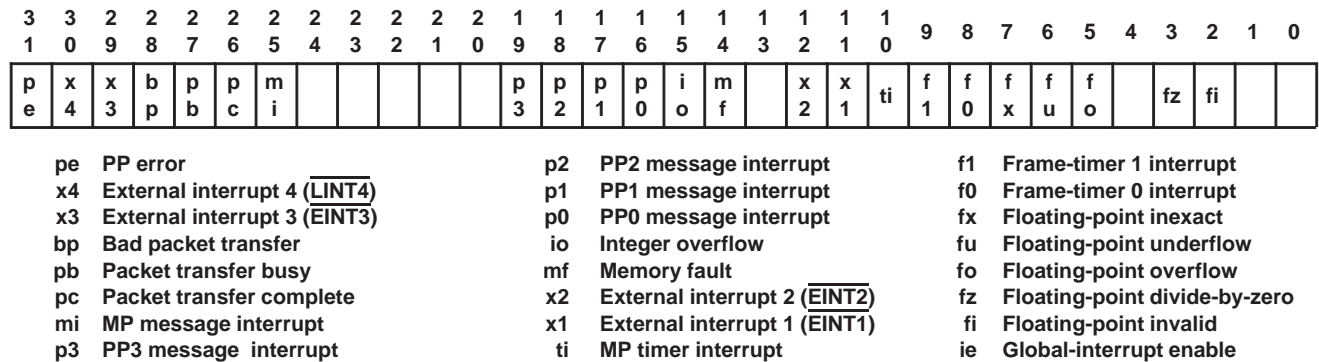 3 3 2 2 2 2 2 2 2 2 2 2 1 1 1 1 1 1 1 1 1 1
1 0 9 8 7 6 5 4 3 2 1 0 9 8 7 6 5 4 3 2 1 0 9 8 7 6 5 4 3 2 1 0
p x x b p p m p p p p i m x x ti f f f f f fz fi
e 4 3 p b c i 3 2 1 0 o f 2 1 1 0 x u o
pe PP error
x4 External interrupt 4 (LINT4)
x3 External interrupt 3 (EINT3)
bp Bad packet transfer
pb Packet transfer busy
pc Packet transfer complete
mi MP message interrupt
p3 PP3 message interrupt
p2 PP2 message interrupt
p1 PP1 message interrupt
p0 PP0 message interrupt
io Integer overflow
mf Memory fault
x2 External interrupt 2 (EINT2)
x1 External interrupt 1 (EINT1)
ti MP timer interrupt
f1 Frame-timer 1 interrupt
f0 Frame-timer 0 interrupt
fx Floating-point inexact
fu Floating-point underflow
fo Floating-point overflow
fz Floating-point divide-by-zero
fi Floating-point invalid
ie Global-interrupt enable